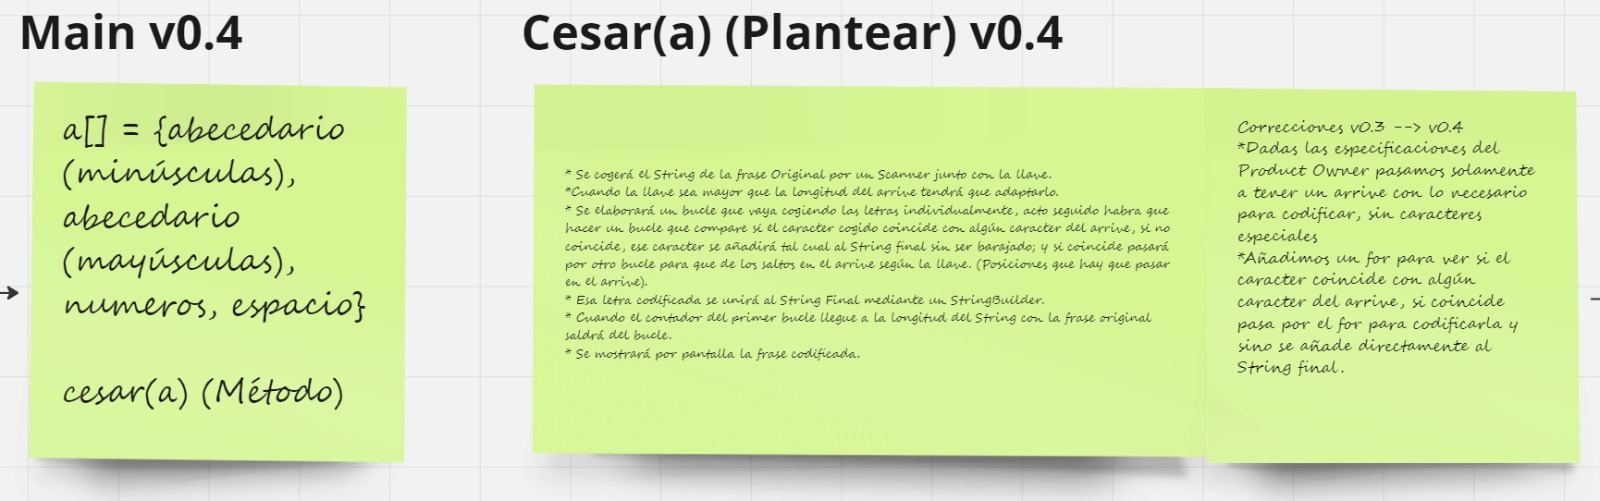 Main v0.4
a[] = {abecedario
(minúsculas),
abecedario
(mayúsculas),
numeros, espacio}
cesar(a) (Método)
Cesar(a) (Plantear) v0.4
* Se cogerá el String de la frase Original por un Scanner junto con la llave.
*Cuando la llave sea mayor que la longitud del arrive tendrá que adaptarlo.
* Se elaborará un bucle que vaya cogiendo las letras individualmente, acto seguido habra que
hacer un bucle que compare si el caracter cogido coincide con algún caracter del arrive, si no
coincide, ese caracter se añadirá tal cual al String final sin ser barajado; y si coincide pasará
por otro bucle para que de los saltos en el arrive según la llave. (Posiciones que hay que pasar
en el arrive).
* Esa letra codificada se unirá al String Final mediante un StringBuilder.
* Cuando el contador del primer bucle llegue a la longitud del String con la frase original
saldrá del bucle.
* Se mostrará por pantalla la frase codificada.
Correcciones v0.3 --> v0.4
*Dadas las especificaciones del
Product Owner pasamos solamente
a tener un arrive con lo necesario
para codificar, sin caracteres
especiales
*Añadimos un for para ver si el
caracter coincide con algún
caracter del arrive, si coincide
pasa por el for para codificarla y
sino se añade directamente al
String final.